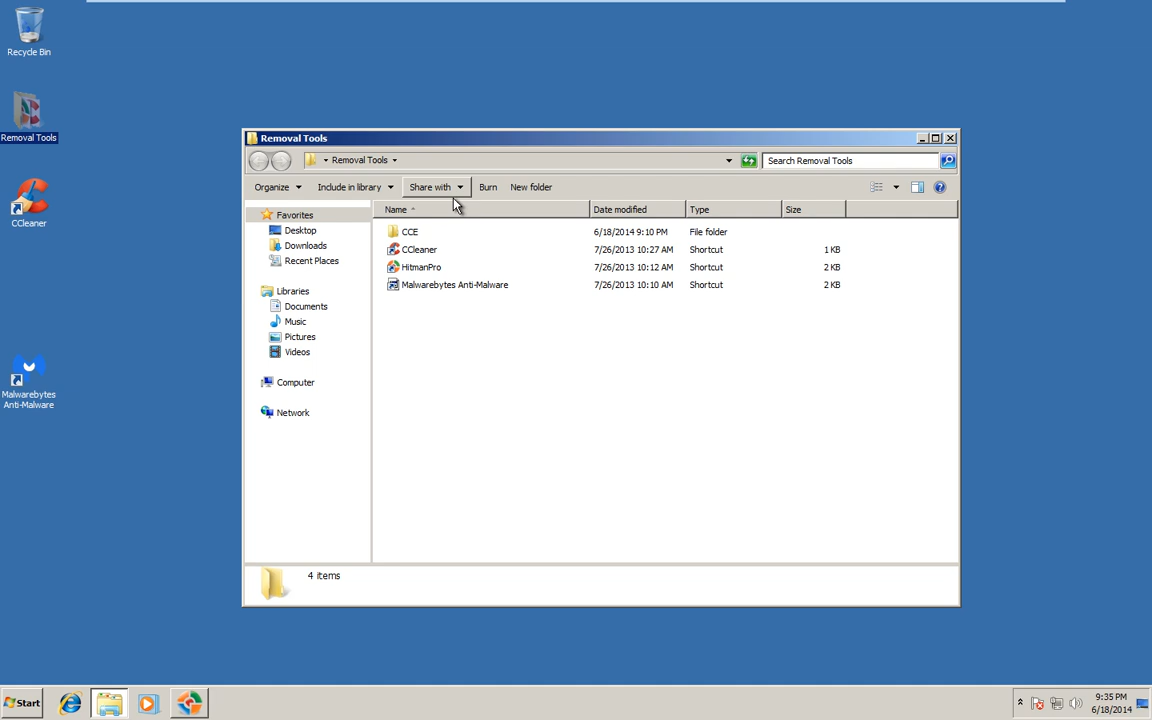 Recycle Bin
Removal Tools
CCleaner
Malwarebytes
Anti-Malware
Removal Tools
Removal Tools
Search Removal Tools
Organize
Include in library
Share with
Burn
New folder
Name
Date modified
Type
Size
Favorites
Desktop
Downloads
Recent Places
Libraries
Documents
Music
Pictures
Videos
Computer
Network
CCE 6/18/2014 9:10 PM File folder
CCleaner 7/26/2013 10:27 AM Shortcut 1 KB
HitmanPro 7/26/2013 10:12 AM Shortcut 2 KB
Malwarebytes Anti-Malware 7/26/2013 10:10 AM Shortcut 2 KB
4 items
Start
9:35 PM
6/18/2014